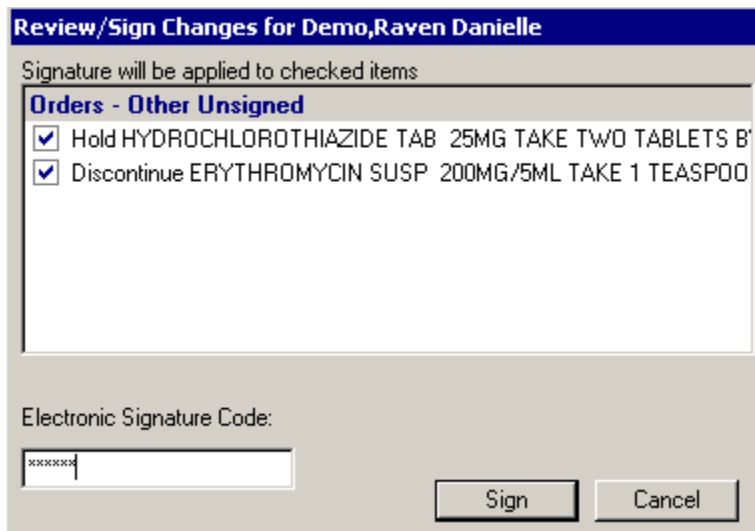 Review/Sign Changes for Demo,Raven Danielle
Signature will be applied to checked items
Orders - Other Unsigned
Hold HYDROCHLOROTHIAZIDE TAB 25MG TAKE TWO TABLETS B
Discontinue ERYTHROMYCIN SUSP 200MG/5ML TAKE 1 TEASPOO
Electronic Signature Code:
******
Sign Cancel